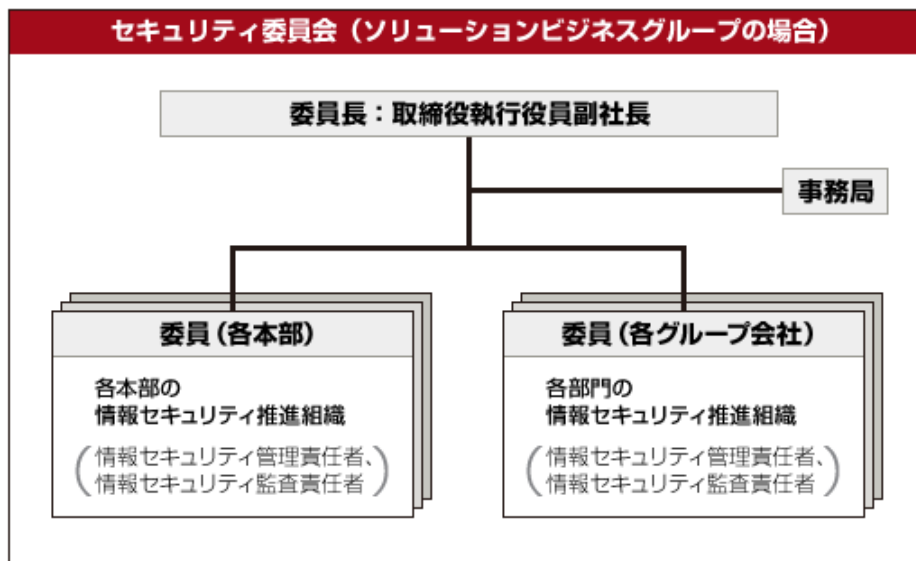 セキュリティ委員会（ソリューションビジネスグループの場合）
委員長：取締役執行役員副社長
事務局
委員（各本部）
各本部の
情報セキュリティ推進組織
（情報セキュリティ管理責任者、
情報セキュリティ監査責任者）
委員（各グループ会社）
各部門の
情報セキュリティ推進組織
（情報セキュリティ管理責任者、
情報セキュリティ監査責任者）